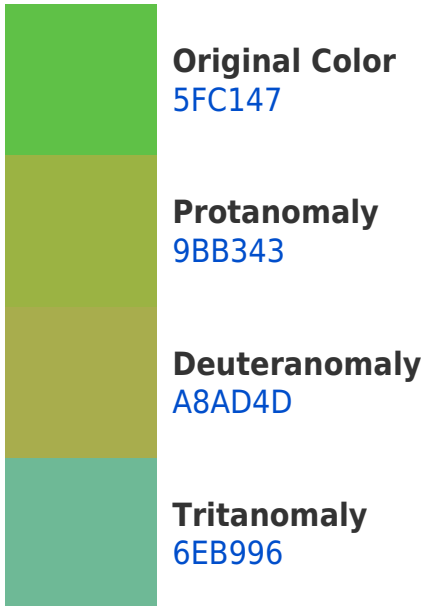 Original Color
5FC147
Protanomaly
9BB343
Deuteranomaly
A8AD4D
Tritanomaly
6EB996